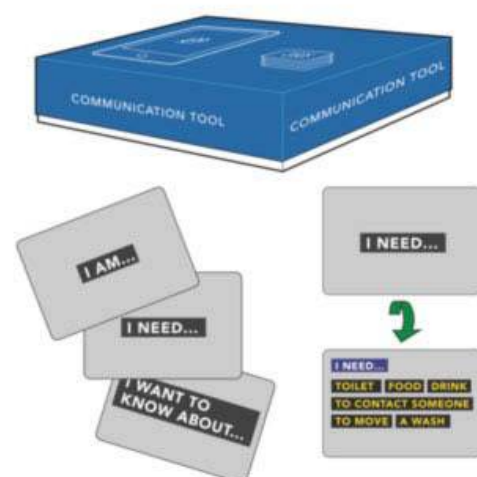 COMMUNICATION TOOL
COMMUNICATION TOOL
I AM...
I NEED...
I WANT TO
KNOW ABOUT...
I NEED...
I NEED...
TOILET FOOD DRINK
TO CONTACT SOMEONE
TO MOVE A WASH